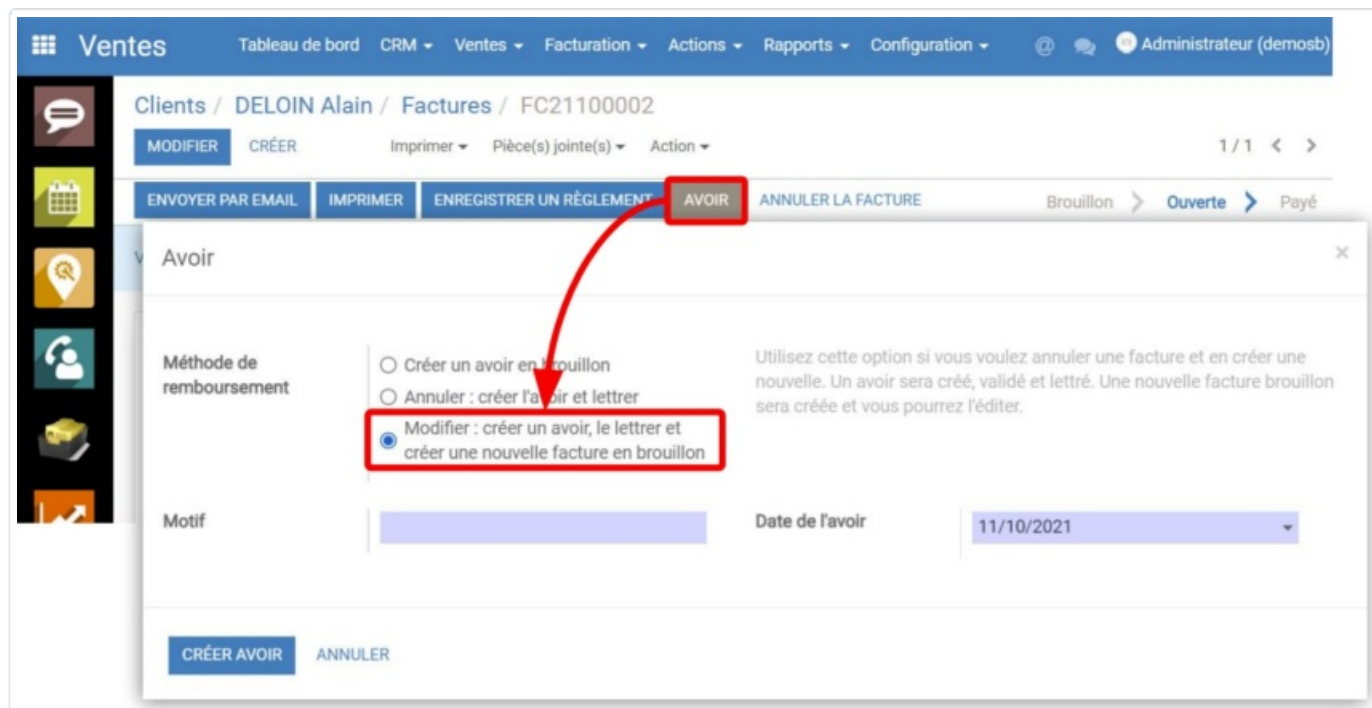 Ventes Tableau de bord CRM Ventes Facturation Actions Rapports Configuration @ Administrateur (demosb)
Clients / DELOIN Alain / Factures / FC21100002
MODIFIER CRÉER Imprimer Pièce(s) jointe(s) Action 1 / 1
ENVOYER PAR EMAIL IMPRIMER ENREGISTRER UN RÈGLEMENT AVOIR ANNULER LA FACTURE Brouillon Ouverte Payé
Avoir ×
Méthode de
remboursement
Créer un avoir en brouillon
Annuler : créer l'avoir et lettrer
Modifier : créer un avoir, le lettrer et
créer une nouvelle facture en brouillon
Utilisez cette option si vous voulez annuler une facture et en créer une
nouvelle. Un avoir sera créé, validé et lettré. Une nouvelle facture brouillon
sera créée et vous pourrez l'éditer.
Motif
Date de l'avoir 11/10/2021
CRÉER AVOIR ANNULER